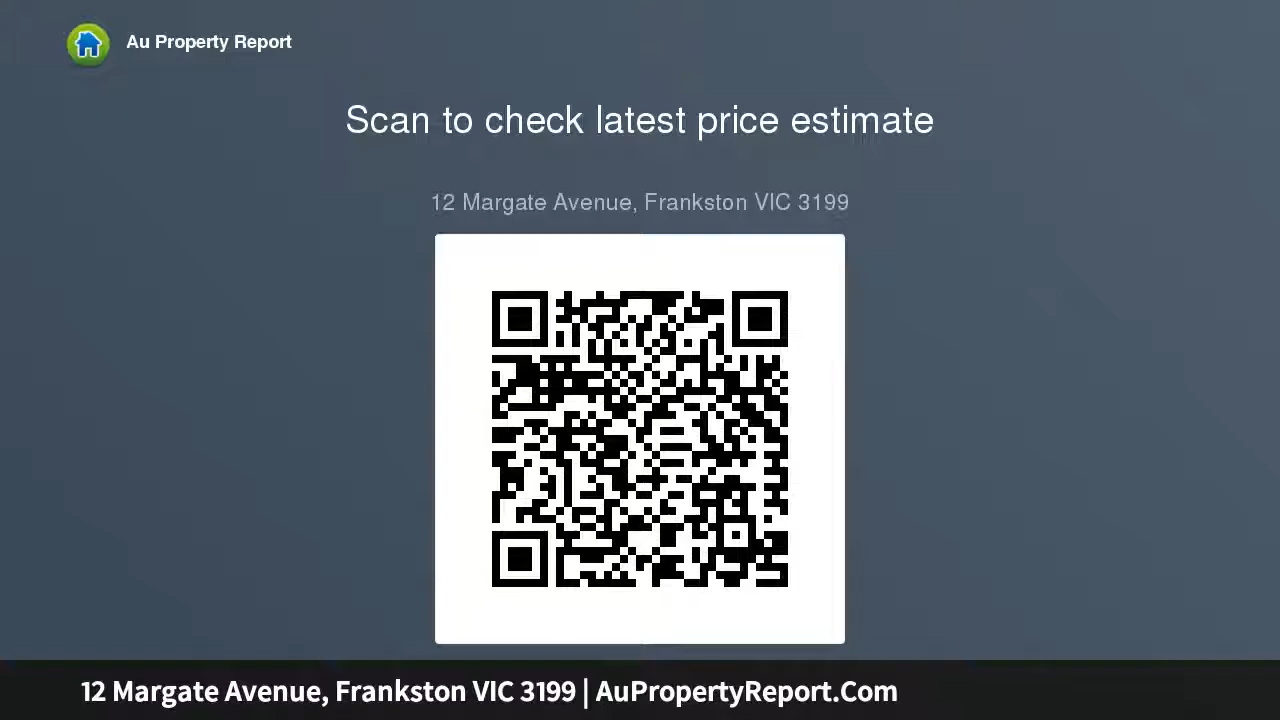 Au Property Report
Scan to check latest price estimate
12 Margate Avenue, Frankston VIC 3199
12 Margate Avenue, Frankston VIC 3199 | AuPropertyReport.Com